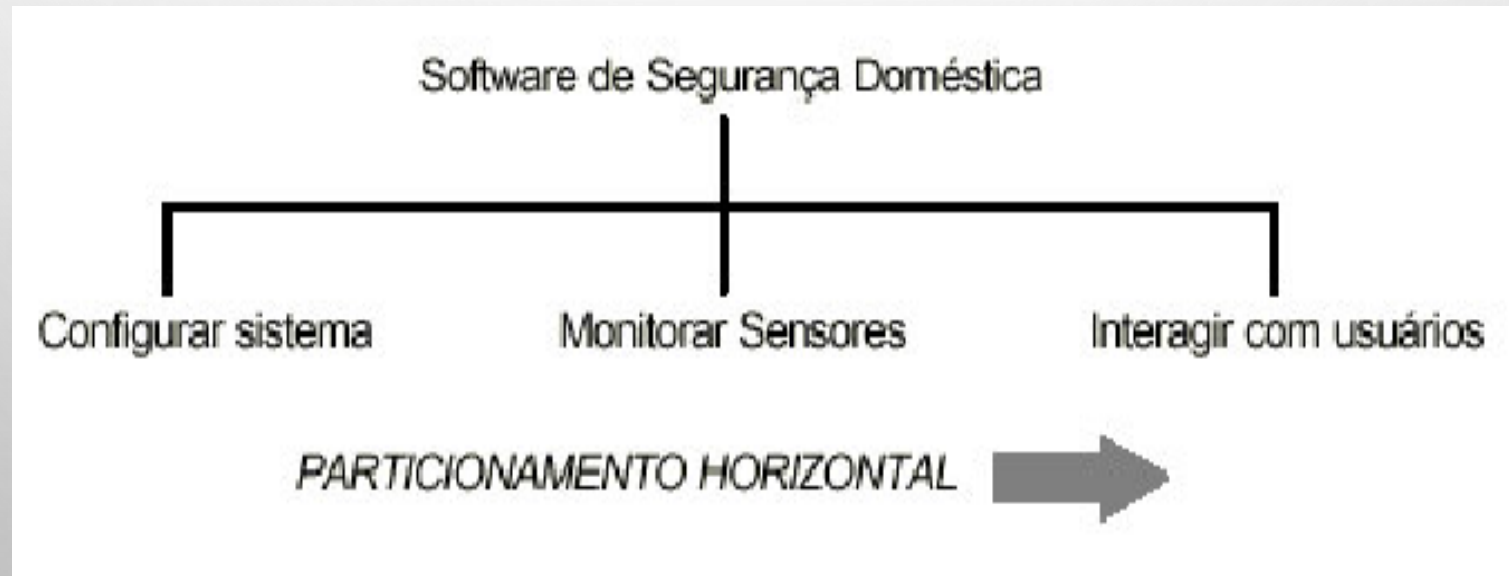 Software de Segurança Doméstica
Configurar sistema Monitorar Sensores Interagir com usuários
PARTICIONAMENTO HORIZONTAL